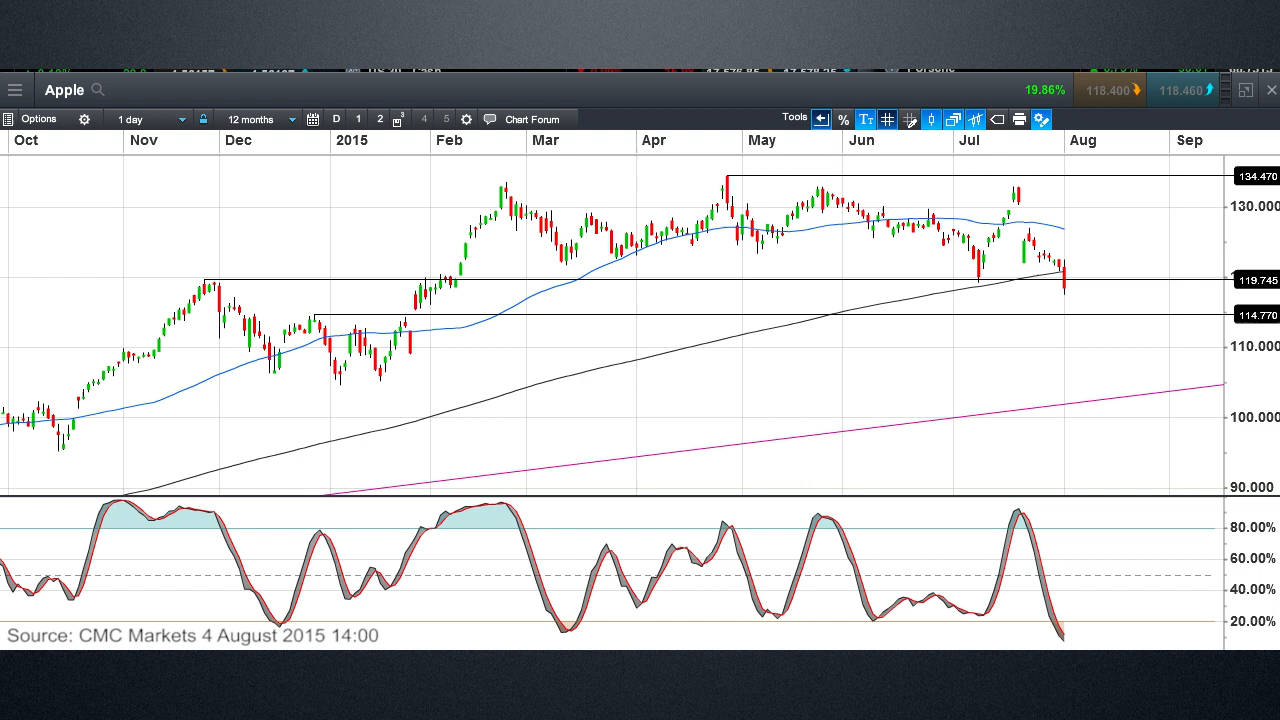 Apple 19.86% 118.400 118.460
Options 1 day 12 months D 1 2 3 4 5 Chart Forum Tools %
Oct Nov Dec 2015 Feb Mar Apr May Jun Jul Aug Sep
134.470
130.000
119.745
114.770
110.000
100.000
90.000
80.00%
60.00%
40.00%
20.00%
Source: CMC Markets 4 August 2015 14:00